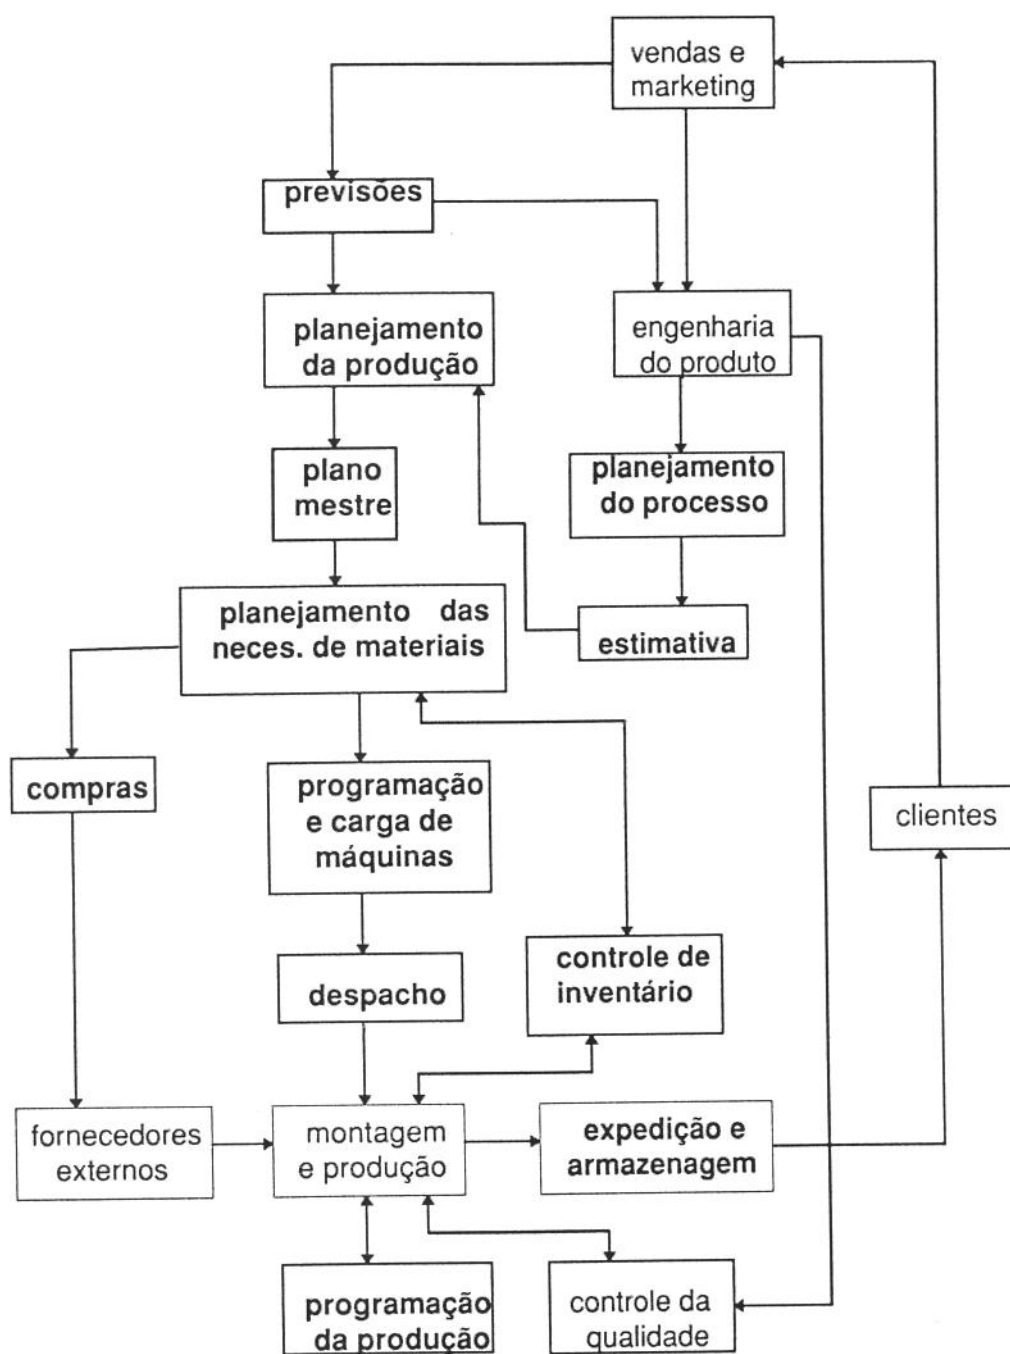 vendas e
marketing
previsões
planejamento
da produção
engenharia
do produto
plano
mestre
planejamento
do processo
planejamento das
neces. de materiais
estimativa
compras
programação
e carga de
máquinas
clientes
controle de
inventário
despacho
fornecedores
externos
montagem
e produção
expedição e
armazenagem
programação
da produção
controle da
qualidade